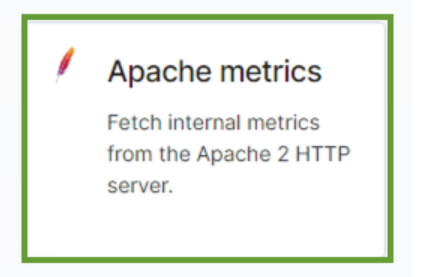 Apache metrics
Fetch internal metrics
from the Apache 2 HTTP
server.